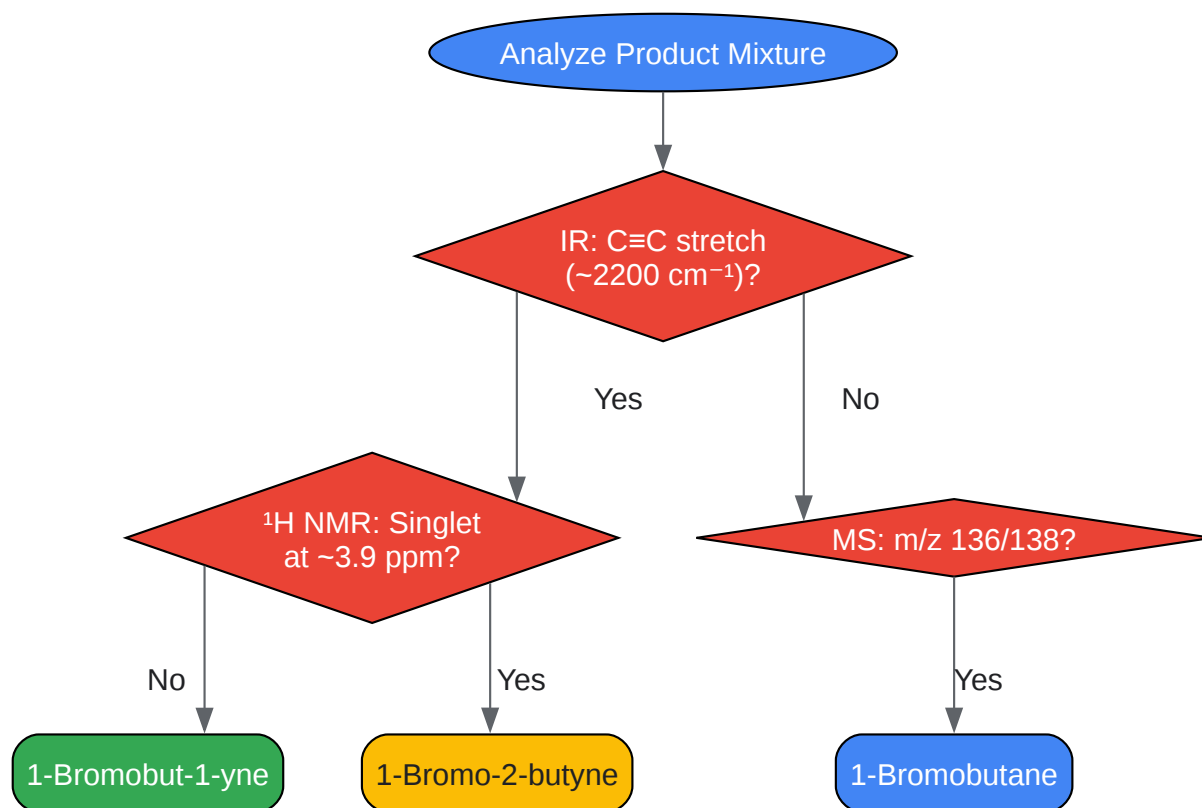 Analyze Product Mixture
IR: C≡C stretch
(~2200 cm⁻¹)?
Yes
No
¹H NMR: Singlet
at ~3.9 ppm?
MS: m/z 136/138?
No
Yes
Yes
1-Bromobut-1-yne
1-Bromo-2-butyne
1-Bromobutane